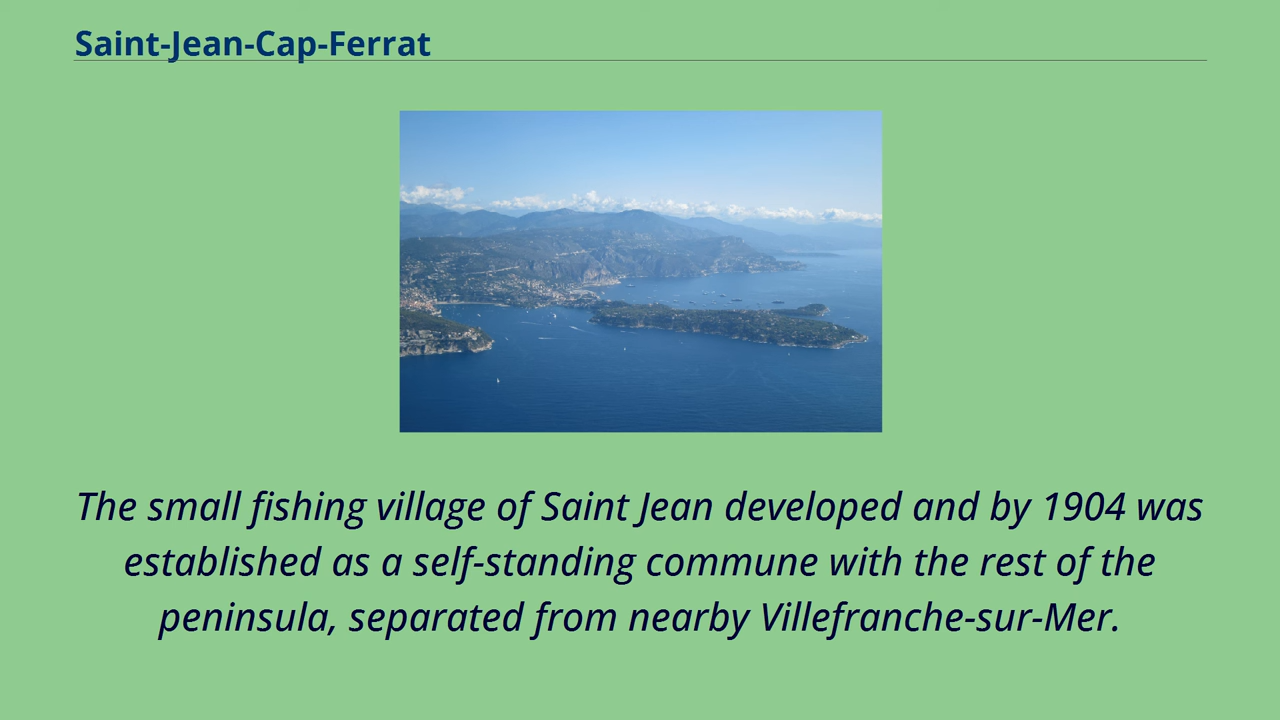 Saint-Jean-Cap-Ferrat
The small fishing village of Saint Jean developed and by 1904 was
established as a self-standing commune with the rest of the
peninsula, separated from nearby Villefranche-sur-Mer.